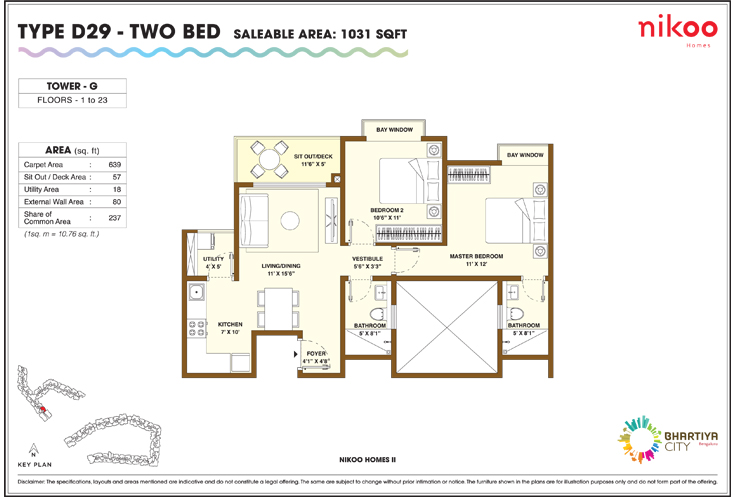 TYPE D29 - TWO BED SALEABLE AREA: 1031 SQFT
nikoo
Homes
TOWER - G
FLOORS - 1 to 23
AREA (sq. ft)
Carpet Area : 639
Sit Out / Deck Area : 57
Utility Area : 18
External Wall Area : 80
Share of
Common Area : 237
(1sq. m = 10.76 sq. ft.)
BAY WINDOW
SIT OUT/DECK
11'6" X 5'
BAY WINDOW
BEDROOM 2
10'6" X 11'
UTILITY
4' X 5'
LIVING/DINING
11' X 15'6"
VESTIBULE
5'6" X 3'3"
MASTER BEDROOM
11' X 12'
KITCHEN
7' X 10'
BATHROOM
5' X 8'1"
BATHROOM
5' X 8'1"
FOYER
4'1" X 4'8"
N
KEY PLAN
NIKOO HOMES II
BHARTIYA
CITY
Bengaluru
Disclaimer: The specifications, layouts and areas mentioned are indicative and do not constitute a legal offering. The same are subject to change without prior intimation or notice. The furniture shown in the plans are for illustration purposes only and do not form part of the offering.